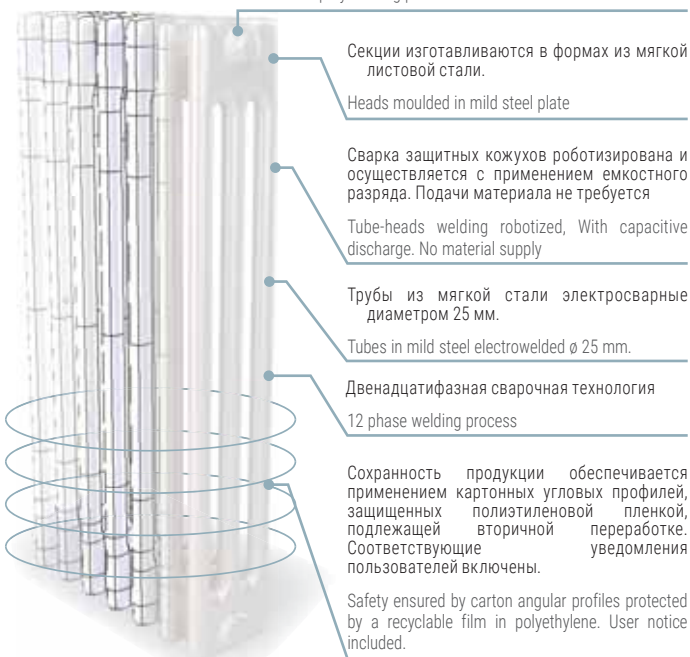 Секции изготавливаются в формах из мягкой
листовой стали.
Heads moulded in mild steel plate
Сварка защитных кожухов роботизирована и
осуществляется с применением емкостного
разряда. Подачи материала не требуется
Tube-heads welding robotized, With capacitive
discharge. No material supply
Трубы из мягкой стали электросварные
диаметром 25 мм.
Tubes in mild steel electrowelded ø 25 mm.
Двенадцатифазная сварочная технология
12 phase welding process
Сохранность продукции обеспечивается
применением картонных угловых профилей,
защищенных полиэтиленовой пленкой,
подлежащей вторичной переработке.
Соответствующие уведомления
пользователей включены.
Safety ensured by carton angular profiles protected
by a recyclable film in polyethylene. User notice
included.